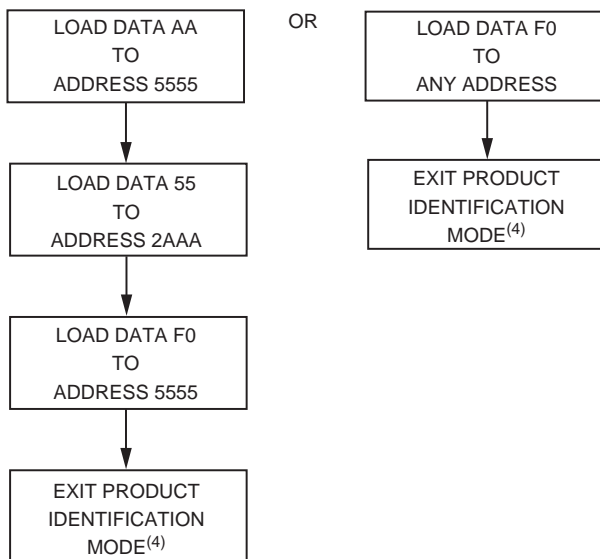 LOAD DATA AA
TO
ADDRESS 5555
LOAD DATA 55
TO
ADDRESS 2AAA
LOAD DATA F0
TO
ADDRESS 5555
EXIT PRODUCT
IDENTIFICATION
MODE(4)
OR
LOAD DATA F0
TO
ANY ADDRESS
EXIT PRODUCT
IDENTIFICATION
MODE(4)